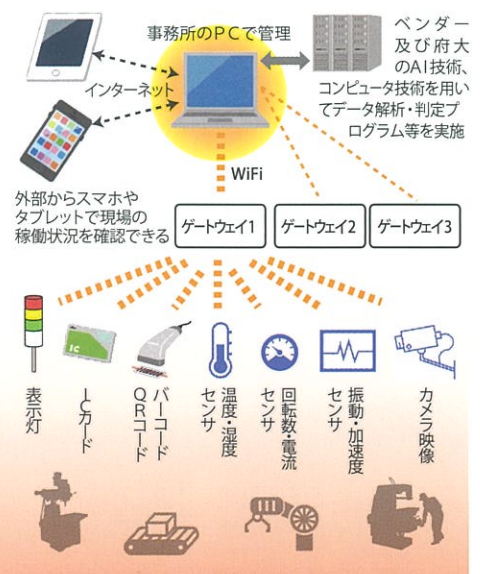 事務所のPCで管理
ベンダー
及び府大
のAI技術、
コンピュータ技術を用い
てデータ解析・判定プ
ログラム等を実施
インターネット
WiFi
外部からスマホや
タブレットで現場の
稼働状況を確認できる
ゲートウェイ1
ゲートウェイ2
ゲートウェイ3
IC
表示灯
ICカード
バーコード
QRコード
温度・湿度
センサ
回転数・電流
センサ
振動・加速度
センサ
カメラ映像